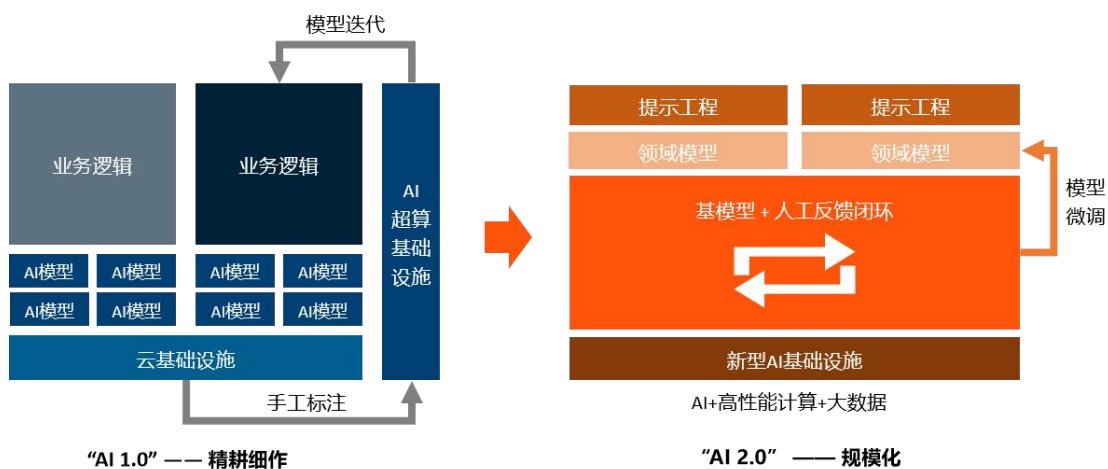 模型迭代
业务逻辑
业务逻辑
AI
超算
基础
设施
AI模型
AI模型
AI模型
AI模型
AI模型
AI模型
AI模型
AI模型
云基础设施
手工标注
“AI 1.0” —— 精耕细作
提示工程
提示工程
领域模型
领域模型
模型
微调
基模型 + 人工反馈闭环
新型AI基础设施
AI+高性能计算+大数据
“AI 2.0” —— 规模化